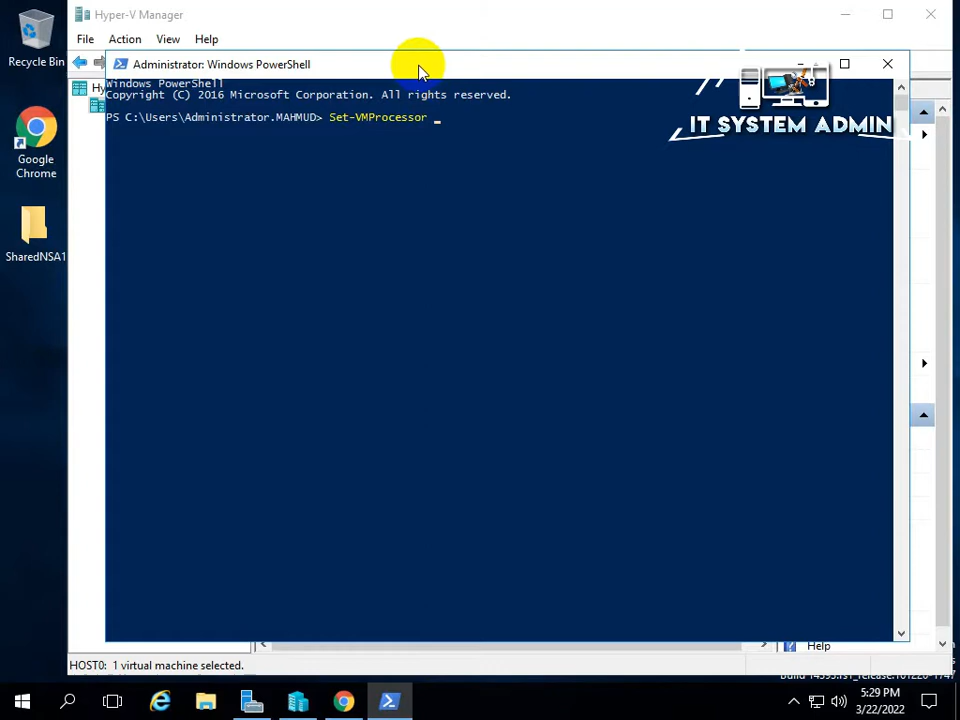 Recycle Bin
Google
Chrome
SharedNSA1
Hyper-V Manager
File Action View Help
Administrator: Windows PowerShell
Windows PowerShell
Copyright (C) 2016 Microsoft Corporation. All rights reserved.
PS C:\Users\Administrator.MAHMUD> Set-VMProcessor _
IT SYSTEM ADMIN
Help
HOST0: 1 virtual machine selected.
5:29 PM
3/22/2022